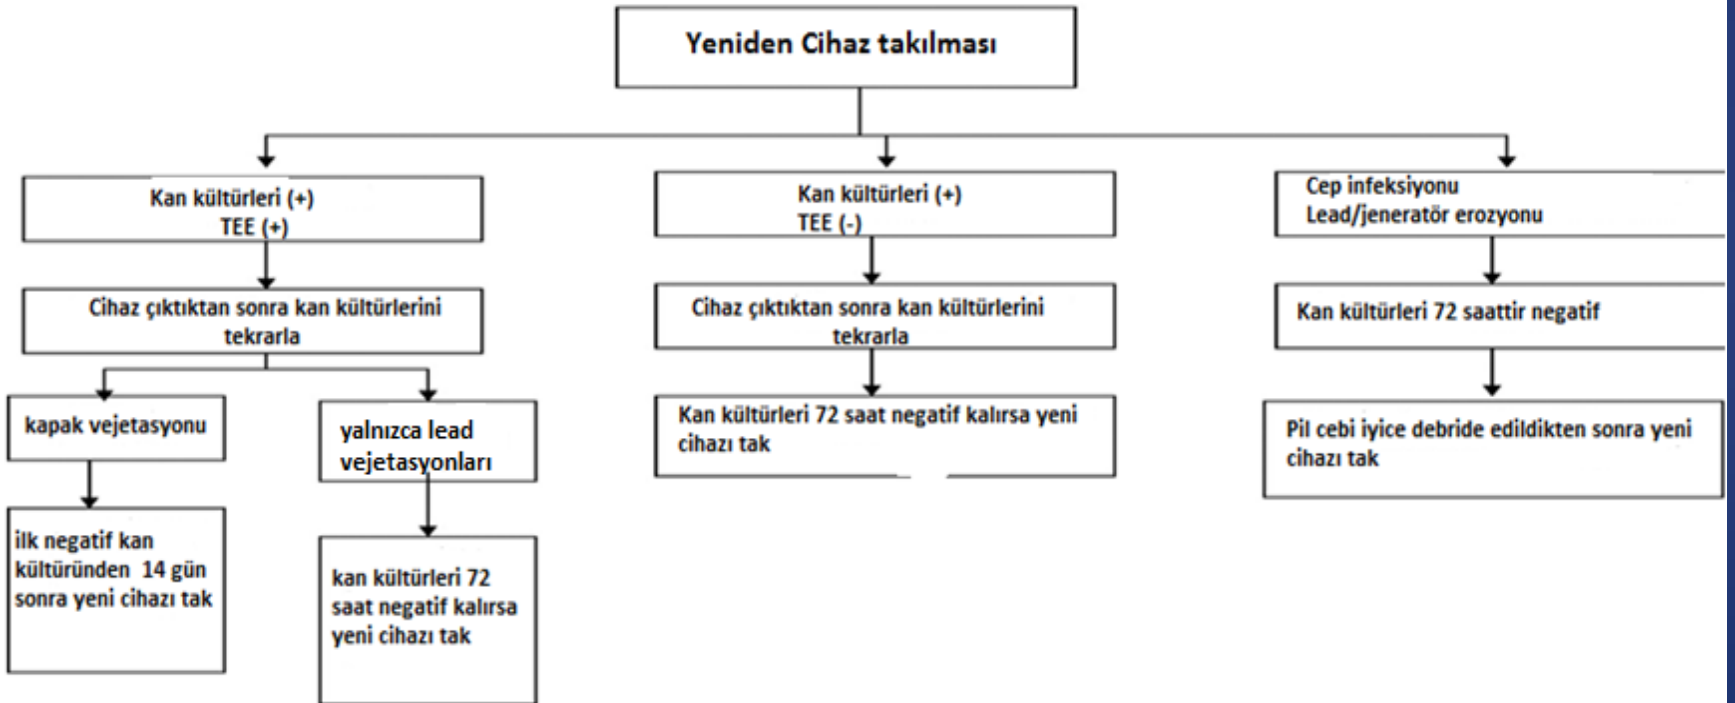 Yeniden Cihaz takılması
Kan kültürleri (+)
TEE (+)
Kan kültürleri (+)
TEE (-)
Cep infeksiyonu
Lead/jeneratör erozyonu
Cihaz çıktıktan sonra kan kültürlerini
tekrarla
Cihaz çıktıktan sonra kan kültürlerini
tekrarla
Kan kültürleri 72 saattir negatif
kapak vejetasyonu
yalnızca lead
vejetasyonları
Kan kültürleri 72 saat negatif kalırsa yeni
cihazı tak
Pil cebi iyice debride edildikten sonra yeni
cihazı tak
ilk negatif kan
kültüründen 14 gün
sonra yeni cihazı tak
kan kültürleri 72
saat negatif kalırsa
yeni cihazı tak